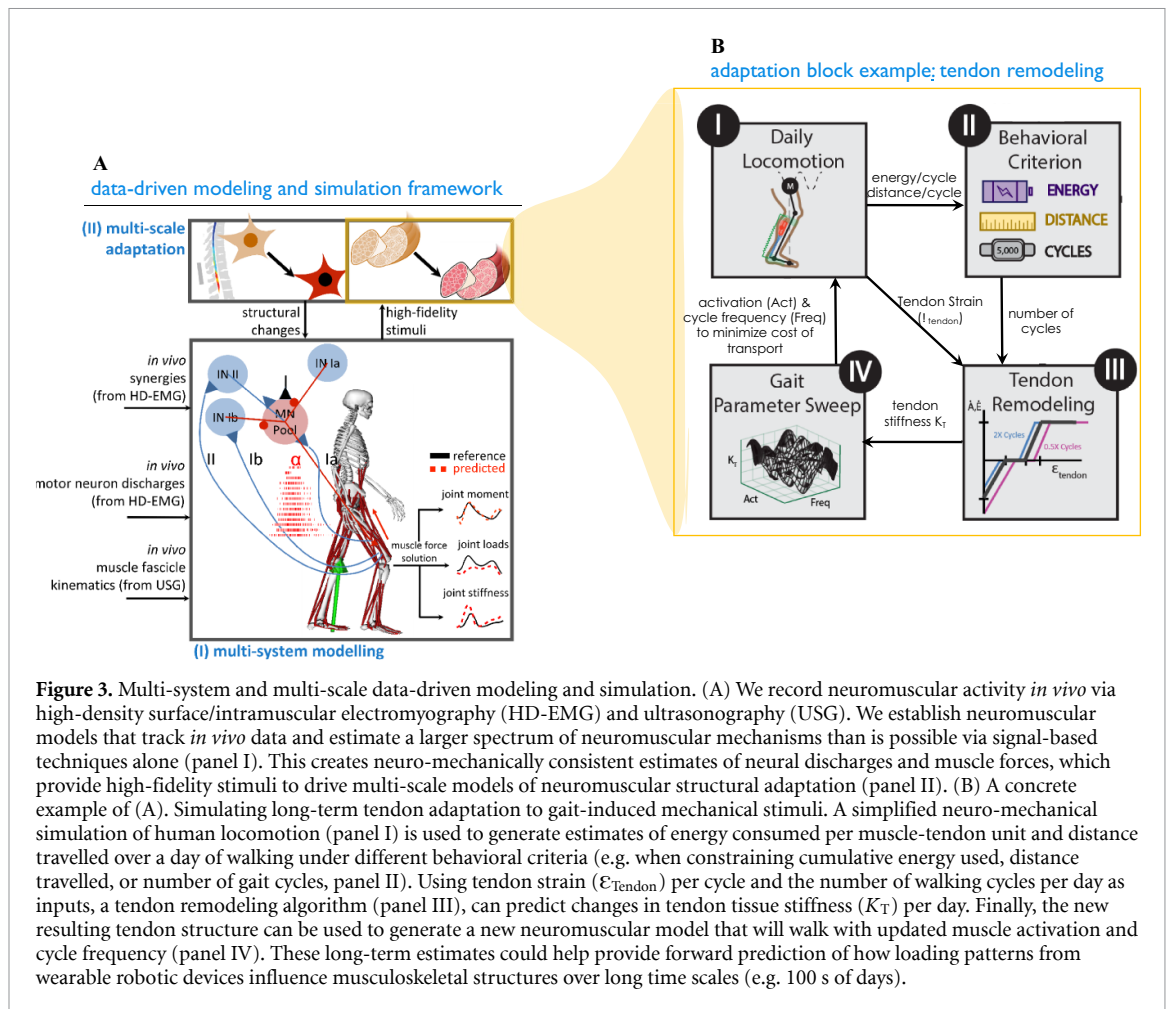 A
data-driven modeling and simulation framework
(II) multi-scale
adaptation
structural
changes
high-fidelity
stimuli
in vivo
synergies
(from HD-EMG)
in vivo
motor neuron discharges
(from HD-EMG)
in vivo
muscle fascicle
kinematics (from USG)
IN II
IN Ia
IN Ib
MN
Pool
II
Ib
α
Ia
reference
predicted
joint moment
muscle force
solution
joint loads
joint stiffness
(I) multi-system modelling
B
adaptation block example: tendon remodeling
I
Daily
Locomotion
M
energy/cycle
distance/cycle
II
Behavioral
Criterion
ENERGY
DISTANCE
5,000
CYCLES
activation (Act) &
cycle frequency (Freq)
to minimize cost of
transport
Tendon Strain
(! tendon)
number of
cycles
IV
Gait
Parameter Sweep
KT
Act
Freq
tendon
stiffness KT
III
Tendon
Remodeling
Ȧ,Ė
2X Cycles
0.5X Cycles
εtendon
Figure 3. Multi-system and multi-scale data-driven modeling and simulation. (A) We record neuromuscular activity in vivo via
high-density surface/intramuscular electromyography (HD-EMG) and ultrasonography (USG). We establish neuromuscular
models that track in vivo data and estimate a larger spectrum of neuromuscular mechanisms than is possible via signal-based
techniques alone (panel I). This creates neuro-mechanically consistent estimates of neural discharges and muscle forces, which
provide high-fidelity stimuli to drive multi-scale models of neuromuscular structural adaptation (panel II). (B) A concrete
example of (A). Simulating long-term tendon adaptation to gait-induced mechanical stimuli. A simplified neuro-mechanical
simulation of human locomotion (panel I) is used to generate estimates of energy consumed per muscle-tendon unit and distance
travelled over a day of walking under different behavioral criteria (e.g. when constraining cumulative energy used, distance
travelled, or number of gait cycles, panel II). Using tendon strain (εTendon) per cycle and the number of walking cycles per day as
inputs, a tendon remodeling algorithm (panel III), can predict changes in tendon tissue stiffness (KT) per day. Finally, the new
resulting tendon structure can be used to generate a new neuromuscular model that will walk with updated muscle activation and
cycle frequency (panel IV). These long-term estimates could help provide forward prediction of how loading patterns from
wearable robotic devices influence musculoskeletal structures over long time scales (e.g. 100 s of days).